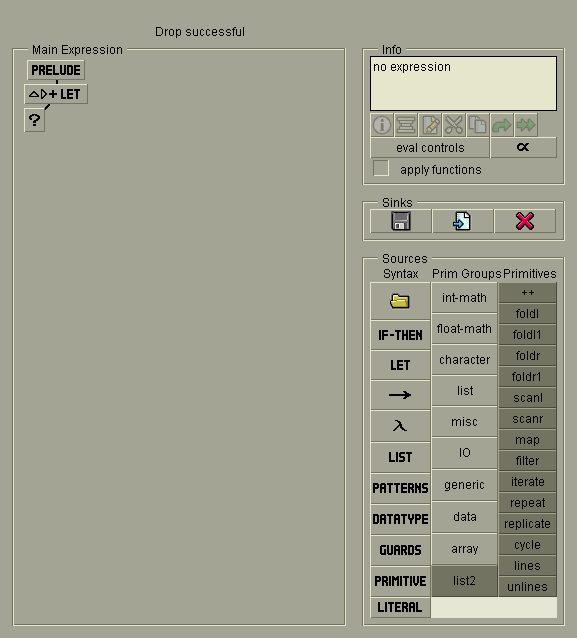 Drop successful
Main Expression
PRELUDE
+ LET
?
Info
no expression
eval controls
∝
apply functions
Sinks
Sources
Syntax Prim Groups Primitives
IF-THEN
LET
→
λ
LIST
PATTERNS
DATATYPE
GUARDS
PRIMITIVE
LITERAL
int-math
float-math
character
list
misc
IO
generic
data
array
list2
++
foldl
foldl1
foldr
foldr1
scanl
scanr
map
filter
iterate
repeat
replicate
cycle
lines
unlines